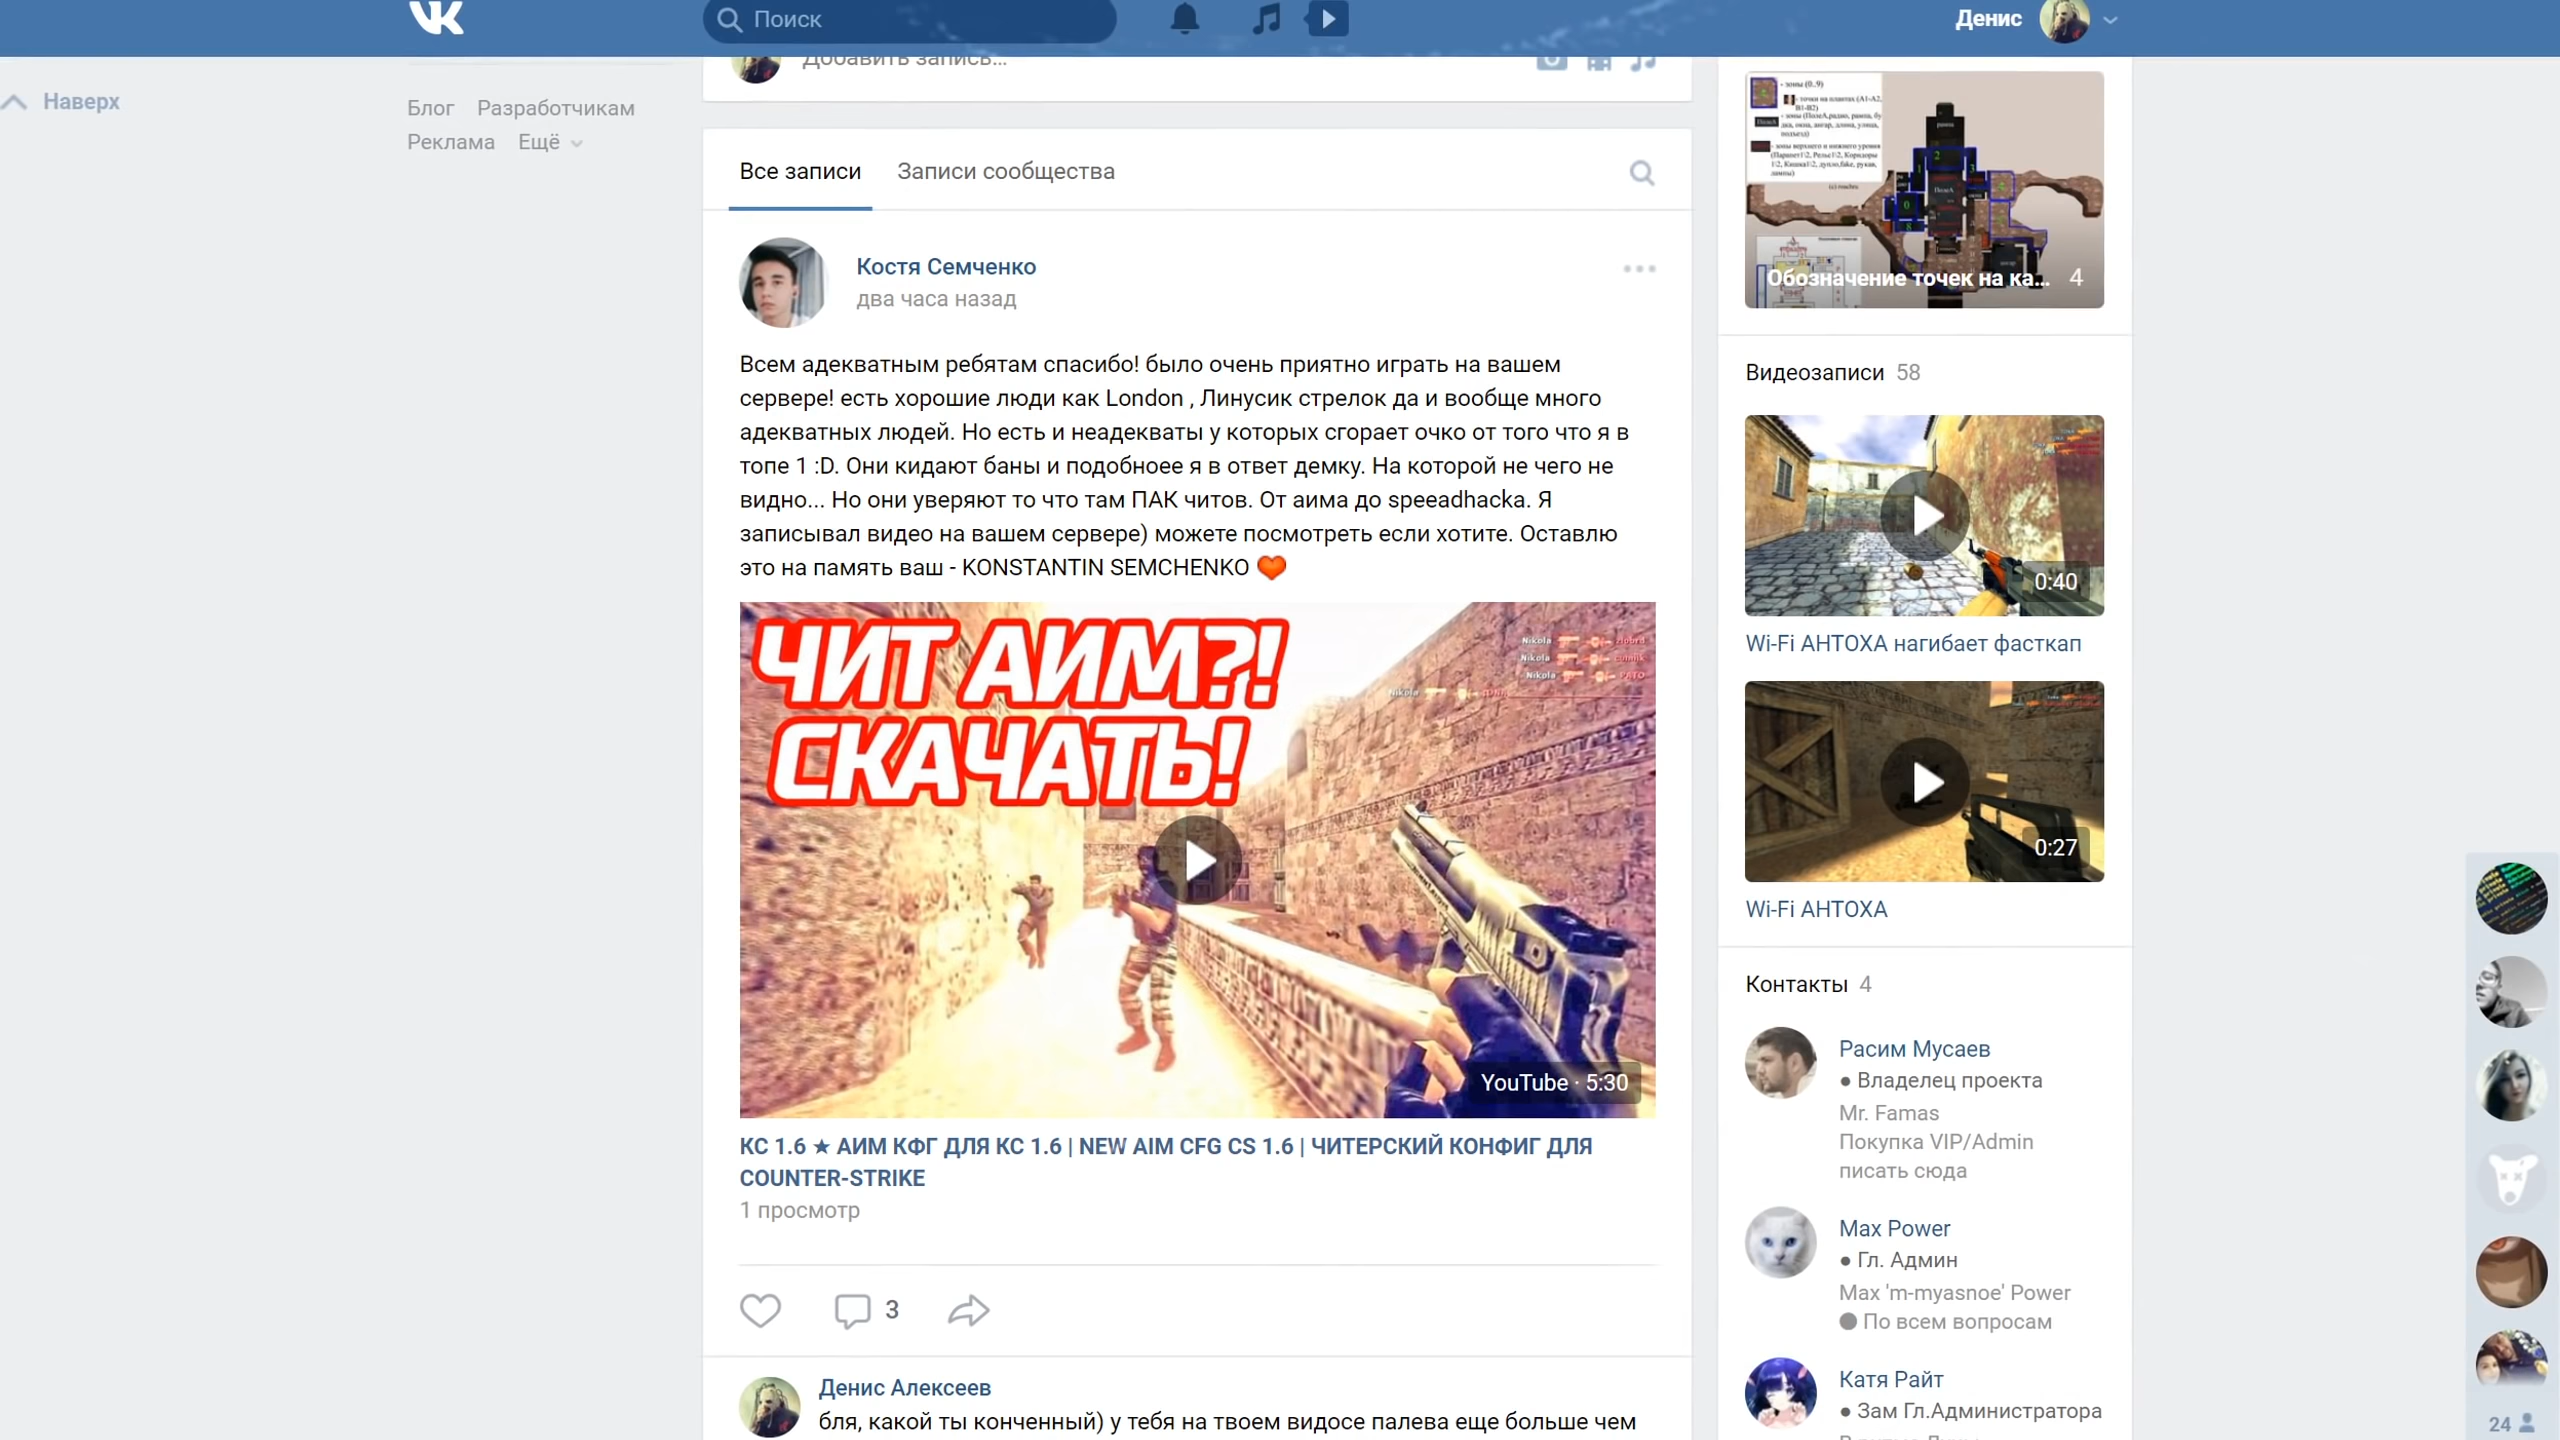 Поиск
Денис
Наверх
Добавить запись...
Блог Разработчикам
Реклама Ещё
Все записи Записи сообщества
Костя Семченко
два часа назад
Всем адекватным ребятам спасибо! было очень приятно играть на вашем
сервере! есть хорошие люди как London , Линусик стрелок да и вообще много
адекватных людей. Но есть и неадекваты у которых сгорает очко от того что я в
топе 1 :D. Они кидают баны и подобноее я в ответ демку. На которой не чего не
видно... Но они уверяют то что там ПАК читов. От аима до speeadhacka. Я
записывал видео на вашем сервере) можете посмотреть если хотите. Оставлю
это на память ваш - KONSTANTIN SEMCHENKO
ЧИТ АИМ?!
СКАЧАТЬ!
Nikola
Nikola
Nikola
Nikola
YouTube · 5:30
КС 1.6 ★ АИМ КФГ ДЛЯ КС 1.6 | NEW AIM CFG CS 1.6 | ЧИТЕРСКИЙ КОНФИГ ДЛЯ
COUNTER-STRIKE
1 просмотр
3
Денис Алексеев
бля, какой ты конченный) у тебя на твоем видосе палева еще больше чем
- зоны (0..9)
Обозначение точек на ка... 4
Видеозаписи 58
0:40
Wi-Fi АНТОХА нагибает фасткап
0:27
Wi-Fi АНТОХА
Контакты 4
Расим Мусаев
● Владелец проекта
Mr. Famas
Покупка VIP/Admin
писать сюда
Max Power
● Гл. Админ
Max 'm-myasnoe' Power
По всем вопросам
Катя Райт
● Зам Гл.Администратора
24